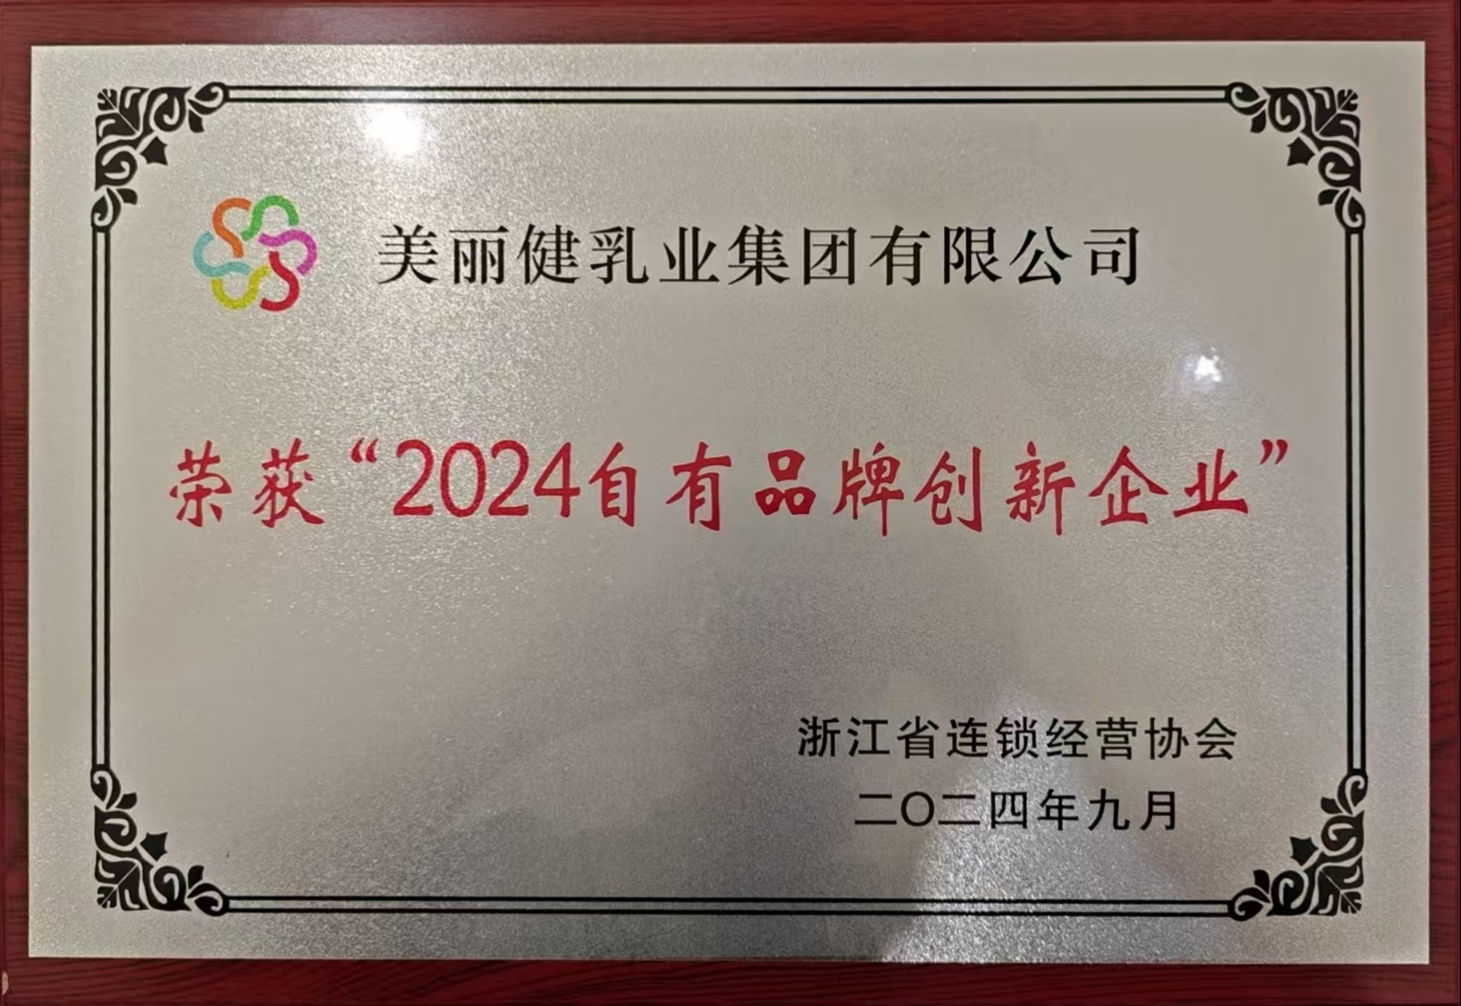 美丽健乳业集团有限公司
荣获“2024自有品牌创新企业”
浙江省连锁经营协会
二〇二四年九月